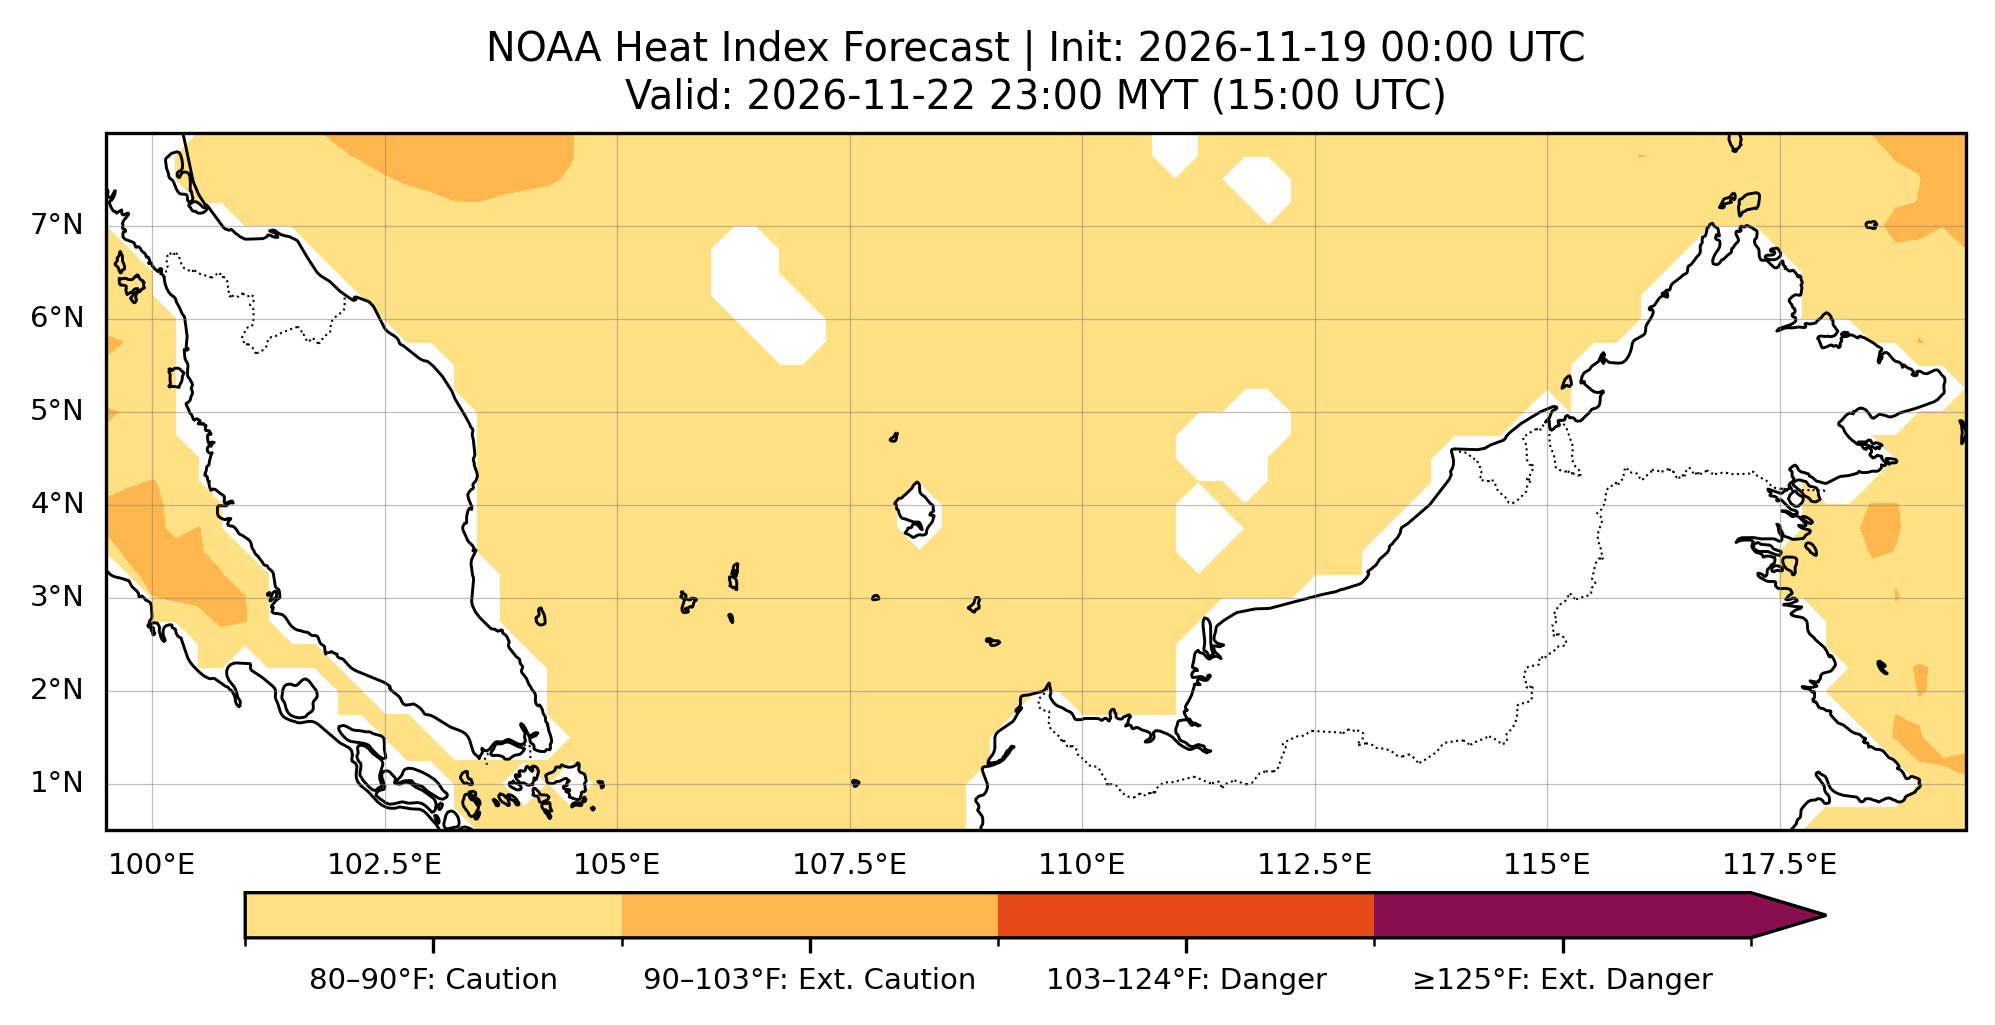 NOAA Heat Index Forecast | Init: 2026-11-19 00:00 UTC
Valid: 2026-11-22 23:00 MYT (15:00 UTC)
7°N
6°N
5°N
4°N
3°N
2°N
1°N
100°E 102.5°E 105°E 107.5°E 110°E 112.5°E 115°E 117.5°E
80–90°F: Caution 90–103°F: Ext. Caution 103–124°F: Danger ≥125°F: Ext. Danger